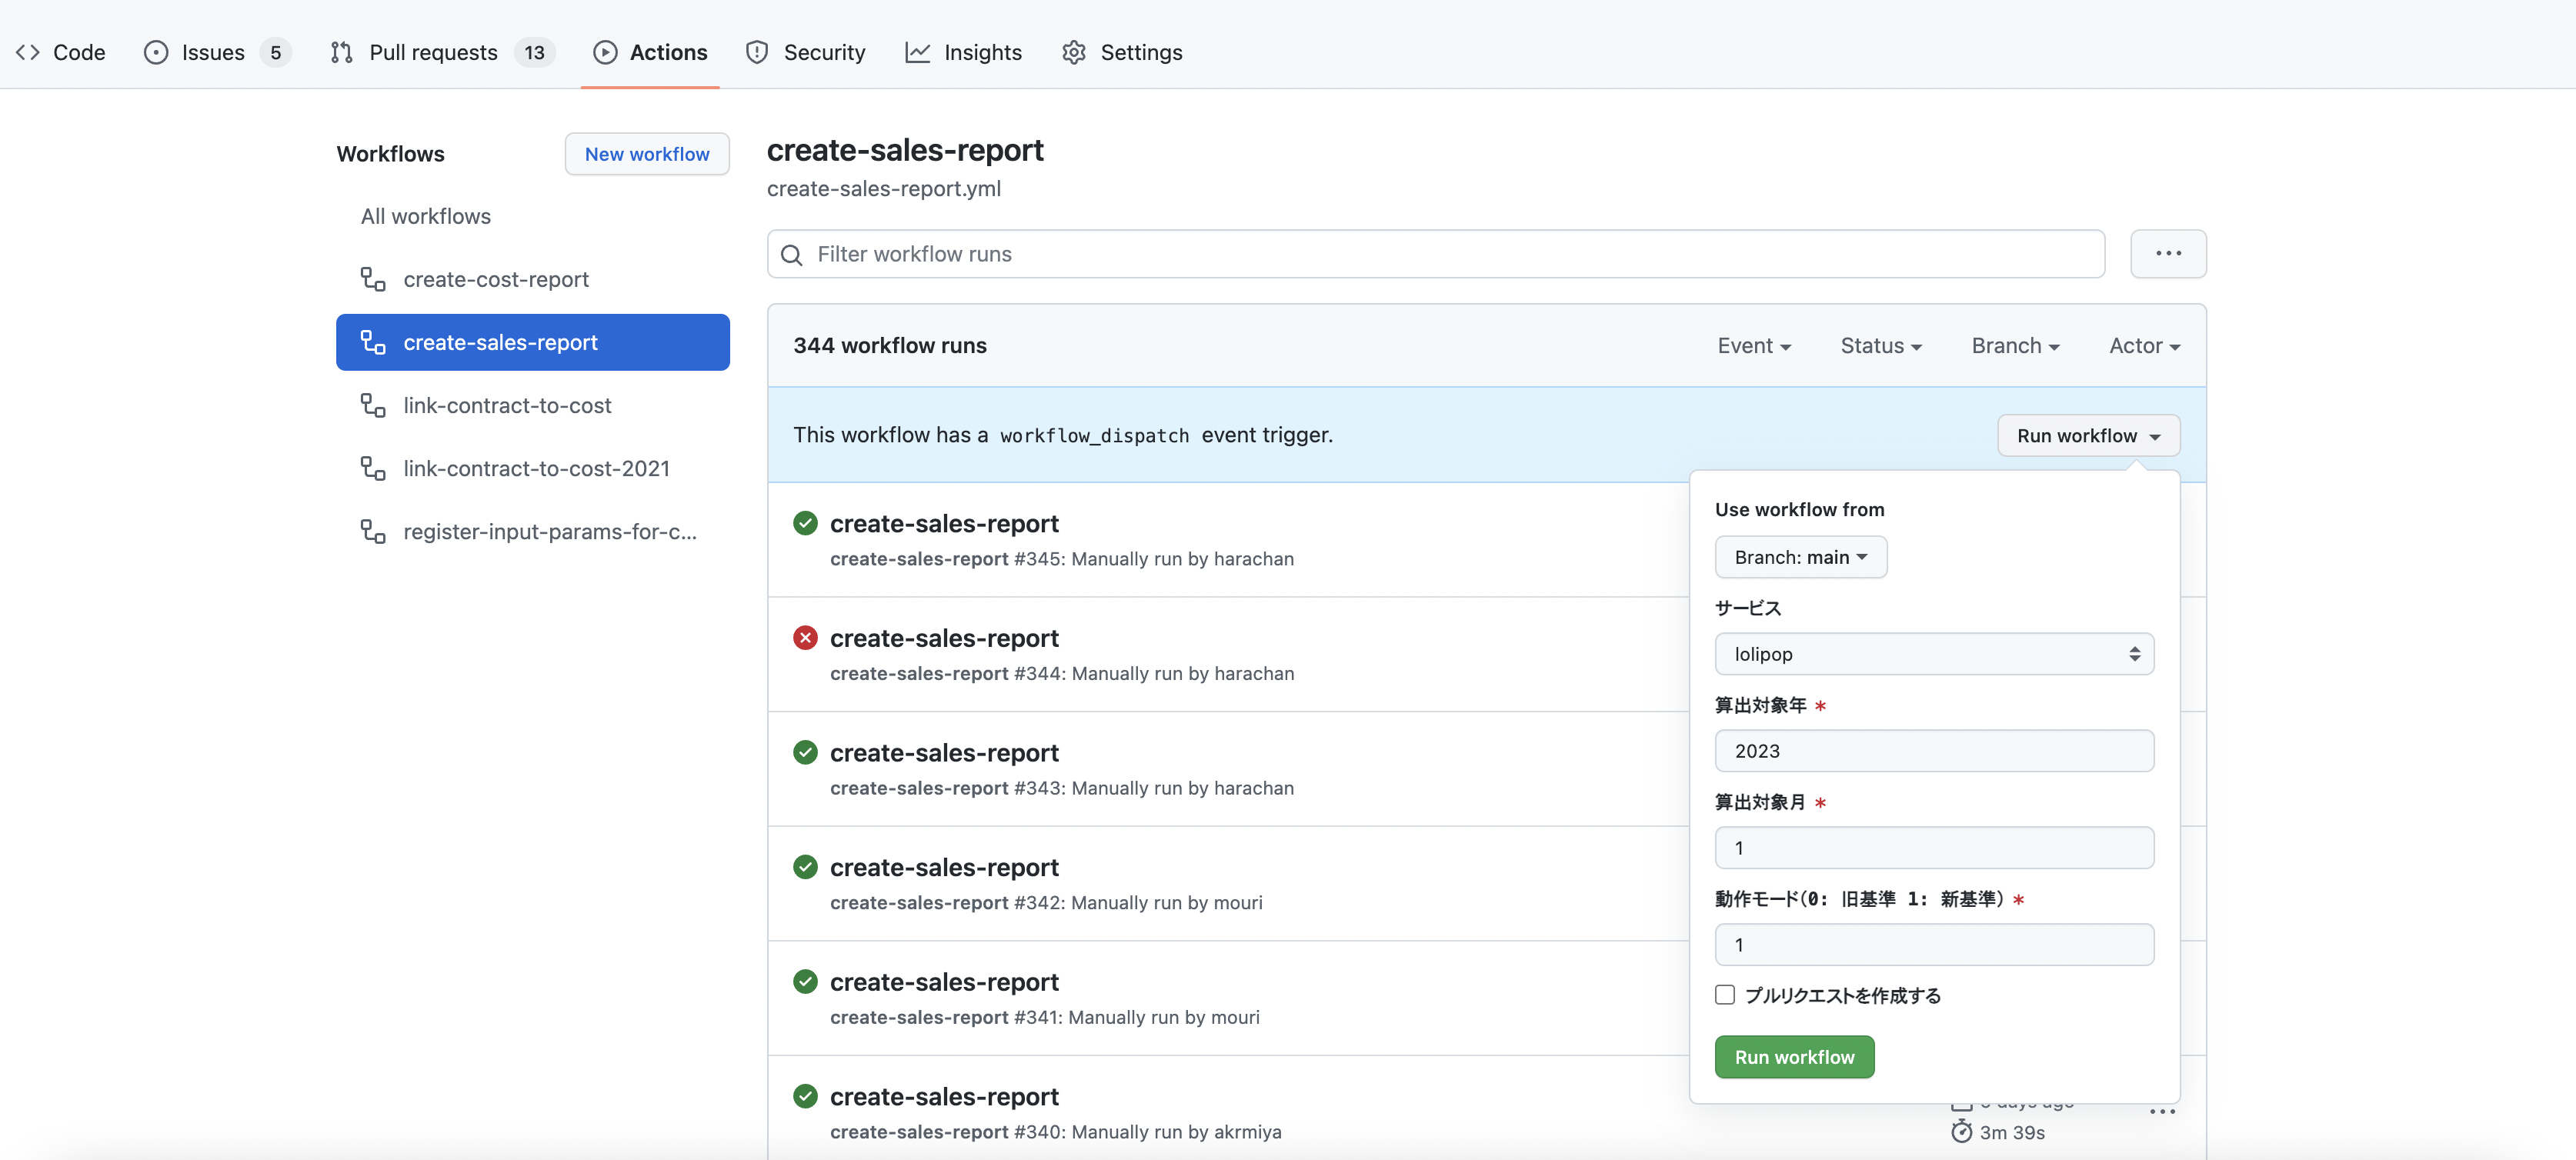 Code
Issues 5
Pull requests 13
Actions
Security
Insights
Settings
Workflows
New workflow
All workflows
create-cost-report
create-sales-report
link-contract-to-cost
link-contract-to-cost-2021
register-input-params-for-c...
create-sales-report
create-sales-report.yml
Filter workflow runs
344 workflow runs
Event
Status
Branch
Actor
This workflow has a workflow_dispatch event trigger.
Run workflow
create-sales-report
create-sales-report #345: Manually run by harachan
create-sales-report
create-sales-report #344: Manually run by harachan
create-sales-report
create-sales-report #343: Manually run by harachan
create-sales-report
create-sales-report #342: Manually run by mouri
create-sales-report
create-sales-report #341: Manually run by mouri
create-sales-report
create-sales-report #340: Manually run by akrmiya
Use workflow from
Branch: main
サービス
lolipop
算出対象年 *
2023
算出対象月 *
1
動作モード(0: 旧基準 1: 新基準) *
1
プルリクエストを作成する
Run workflow
days ago
3m 39s